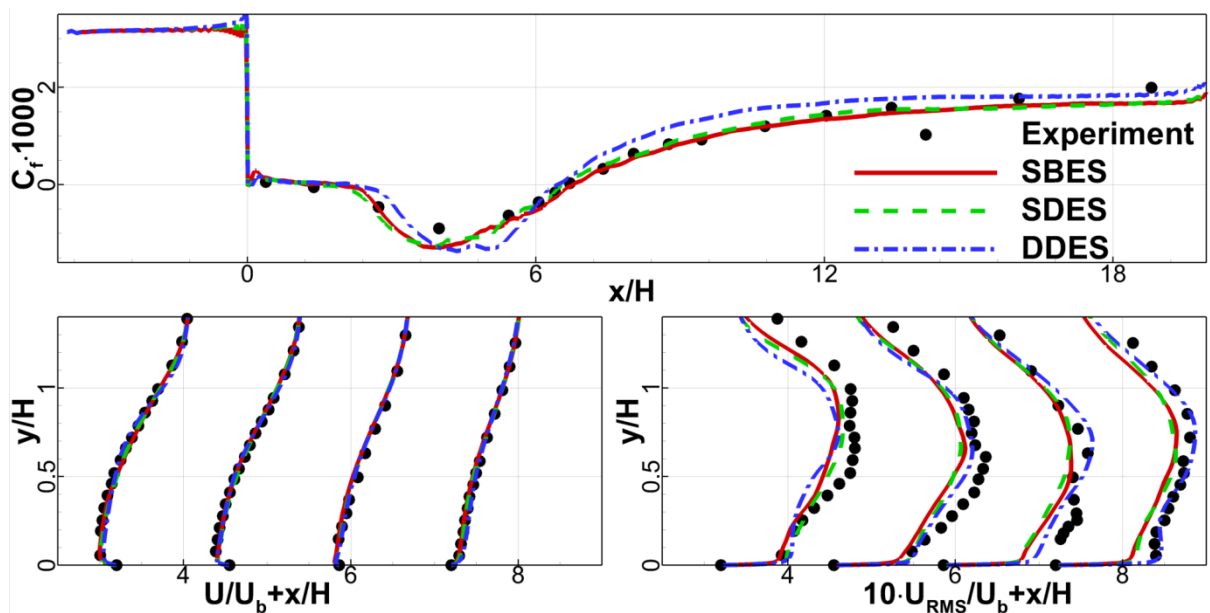 C_f·1000
2
0
Experiment
SBES
SDES
DDES
0 6 12 18
x/H
y/H
1
0.5
0
4 6 8
U/U_b+x/H
y/H
1
0.5
0
4 6 8
10·U_RMS/U_b+x/H